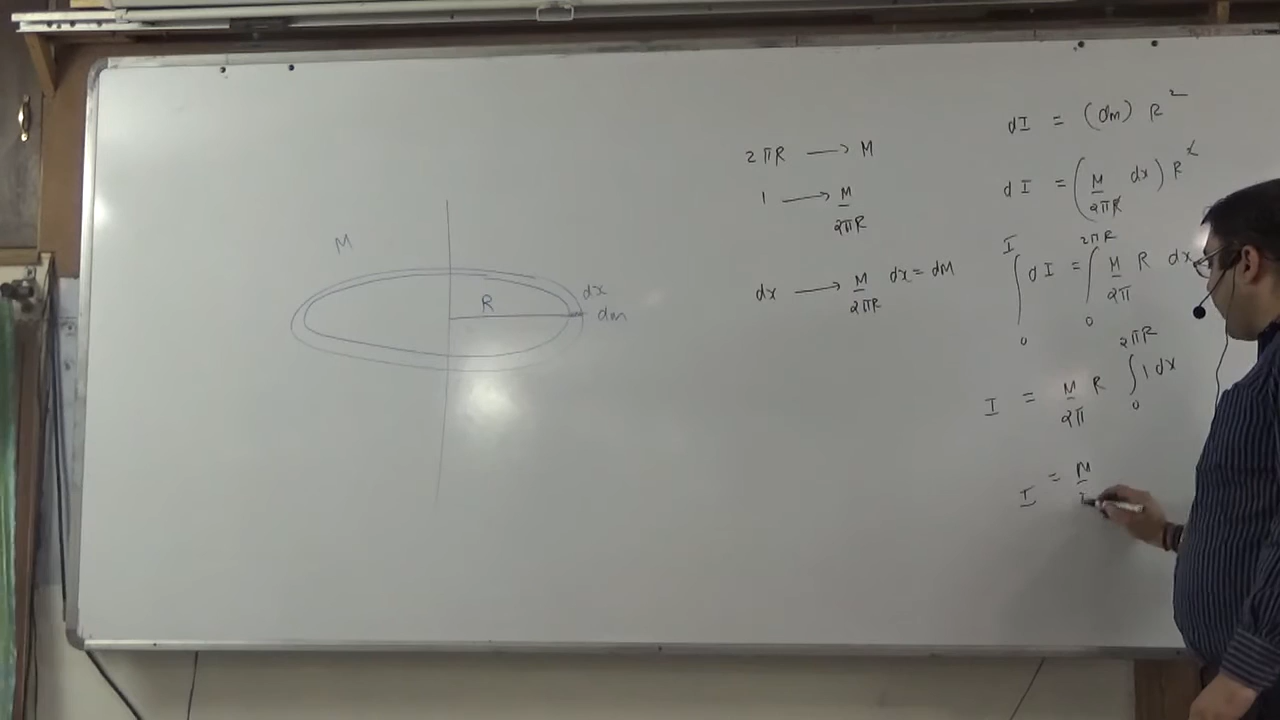 M
R
dx
dm
2πR → M
1 → M/2πR
dx → M/2πR dx = dM
dI = (dm) R²
dI = (M/2πR dx) R²
∫₀ᴵ dI = ∫₀^2πR M/2π R dx
I = M/2π R ∫₀^2πR 1 dx
I = M